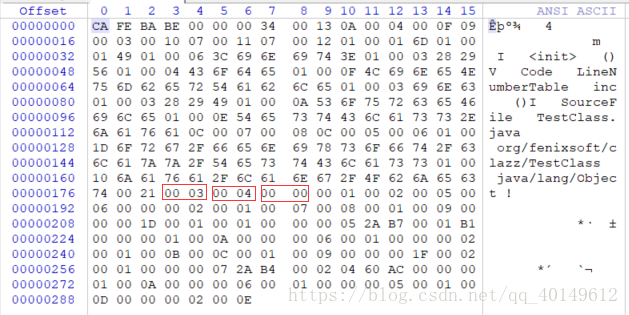 Offset 0 1 2 3 4 5 6 7 8 9 10 11 12 13 14 15 ANSI ASCII
00000000 CA FE BA BE 00 00 00 34 00 13 0A 00 04 00 0F 09 Êþº¾ 4
00000016 00 03 00 10 07 00 11 07 00 12 01 00 01 6D 01 00 m
00000032 01 49 01 00 06 3C 69 6E 69 74 3E 01 00 03 28 29 I <init> ()
00000048 56 01 00 04 43 6F 64 65 01 00 0F 4C 69 6E 65 4E V Code LineN
00000064 75 6D 62 65 72 54 61 62 6C 65 01 00 03 69 6E 63 umberTable inc
00000080 01 00 03 28 29 49 01 00 0A 53 6F 75 72 63 65 46 ()I SourceF
00000096 69 6C 65 01 00 0E 54 65 73 74 43 6C 61 73 73 2E ile TestClass.
00000112 6A 61 76 61 0C 00 07 00 08 0C 00 05 00 06 01 00 java
00000128 1D 6F 72 67 2F 66 65 6E 69 78 73 6F 66 74 2F 63 org/fenixsoft/c
00000144 6C 61 7A 7A 2F 54 65 73 74 43 6C 61 73 73 01 00 lazz/TestClass
00000160 10 6A 61 76 61 2F 6C 61 6E 67 2F 4F 62 6A 65 63 java/lang/Objec
00000176 74 00 21 00 03 00 04 00 00 00 01 00 02 00 05 00 t !
00000192 06 00 00 00 02 00 01 00 07 00 08 00 01 00 09 00
00000208 00 00 1D 00 01 00 01 00 00 00 05 2A B7 00 01 B1 *· ±
00000224 00 00 00 01 00 0A 00 00 00 06 00 01 00 00 00 02
00000240 00 01 00 0B 00 0C 00 01 00 09 00 00 00 1F 00 02
00000256 00 01 00 00 00 07 2A B4 00 02 04 60 AC 00 00 00 *´ `¬
00000272 01 00 0A 00 00 00 06 00 01 00 00 00 05 00 01 00
00000288 0D 00 00 00 02 00 0E
https://blog.csdn.net/qq_40149612